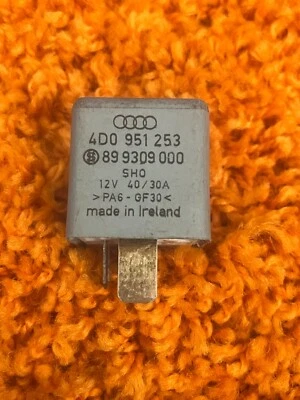 4D0 951 253
89 9309 000
SHO
12V 40/30A
>PA6-GF30<
made in Ireland